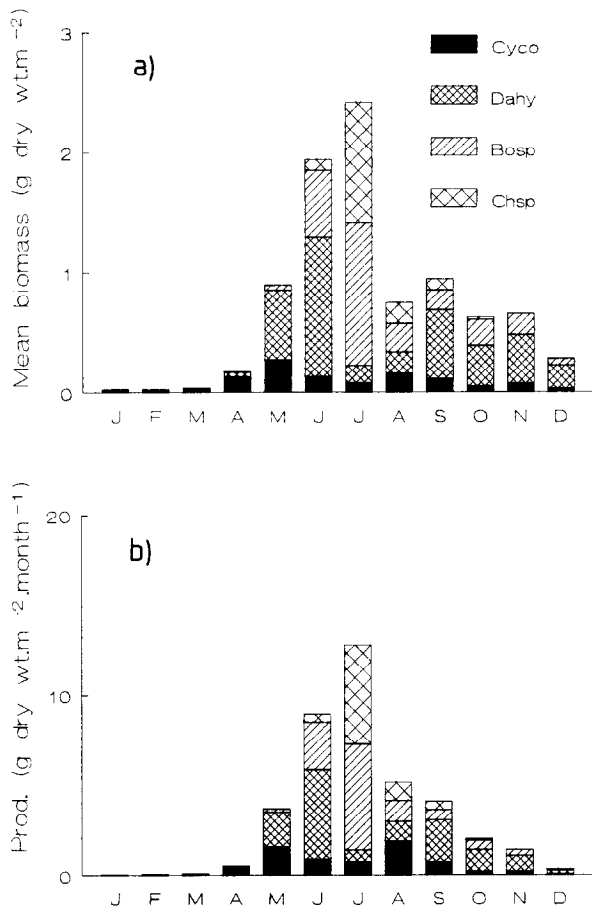 a)
Cyco
Dahy
Bosp
Chsp
Mean biomass (g dry wt.m⁻²)
3
2
1
0
J F M A M J J A S O N D
b)
Prod. (g dry wt.m⁻²,month⁻¹)
20
10
0
J F M A M J J A S O N D